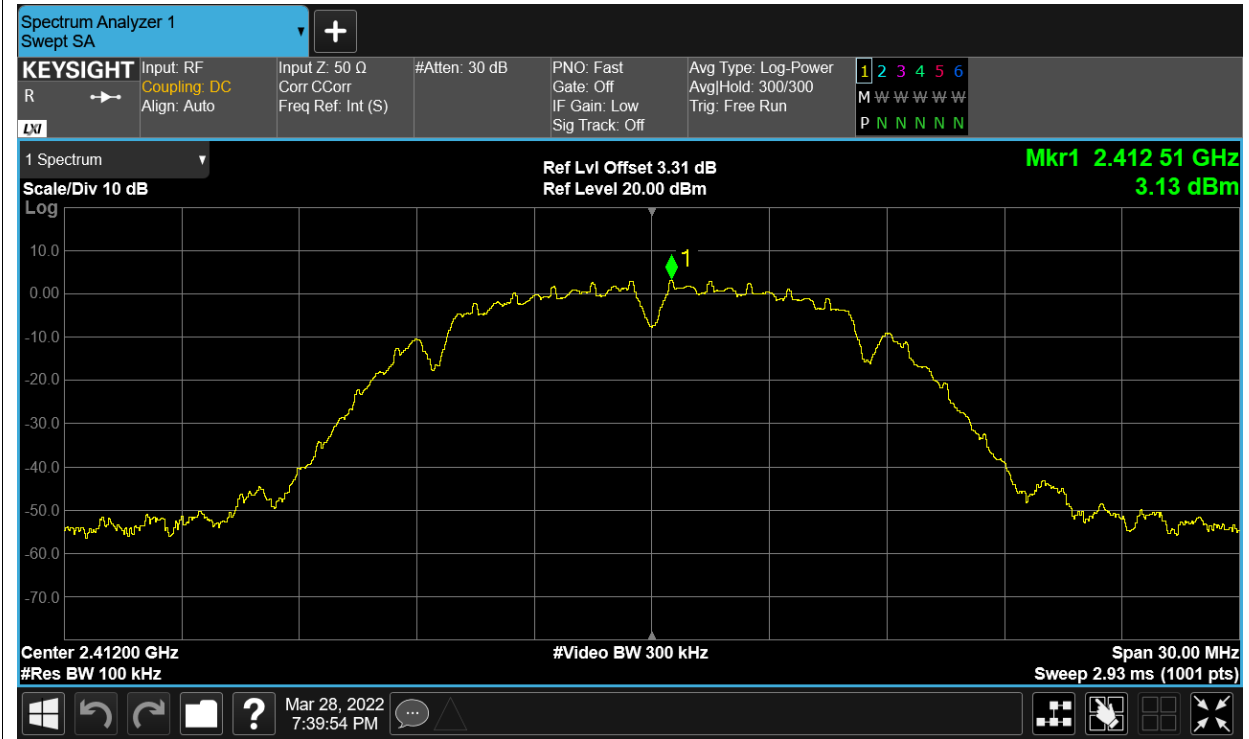 Spectrum Analyzer 1
Swept SA
KEYSIGHT
R
LXI
Input: RF
Coupling: DC
Align: Auto
Input Z: 50 Ω
Corr CCorr
Freq Ref: Int (S)
#Atten: 30 dB
PNO: Fast
Gate: Off
IF Gain: Low
Sig Track: Off
Avg Type: Log-Power
Avg|Hold: 300/300
Trig: Free Run
1 2 3 4 5 6
M W W W W W
P N N N N N
1 Spectrum
Scale/Div 10 dB
Ref Lvl Offset 3.31 dB
Ref Level 20.00 dBm
Mkr1 2.412 51 GHz
3.13 dBm
Log
10.0
0.00
-10.0
-20.0
-30.0
-40.0
-50.0
-60.0
-70.0
1
Center 2.41200 GHz
#Res BW 100 kHz
#Video BW 300 kHz
Span 30.00 MHz
Sweep 2.93 ms (1001 pts)
?
Mar 28, 2022
7:39:54 PM